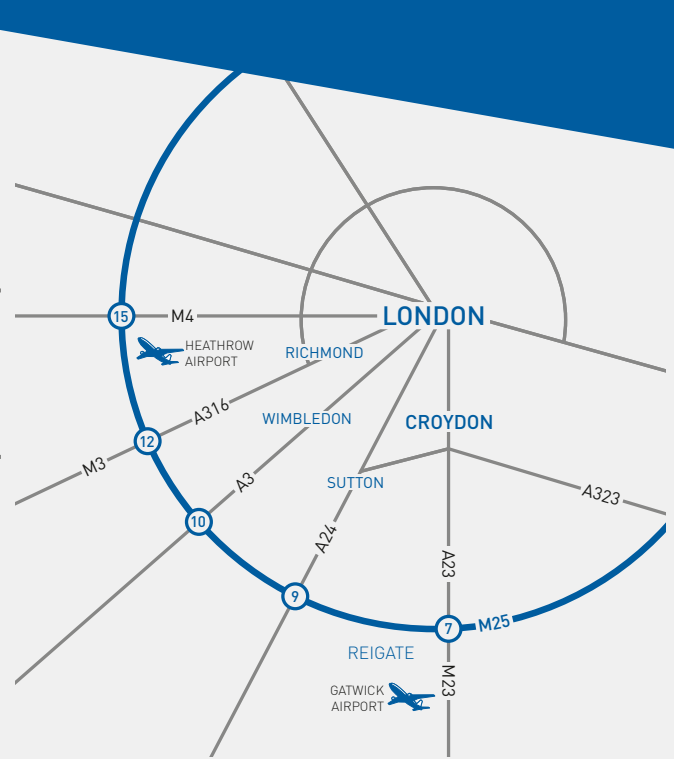 LONDON
15
M4
HEATHROW
AIRPORT
RICHMOND
A316
WIMBLEDON
CROYDON
12
M3
A3
SUTTON
A323
10
A24
A23
9
7
M25
REIGATE
M23
GATWICK
AIRPORT